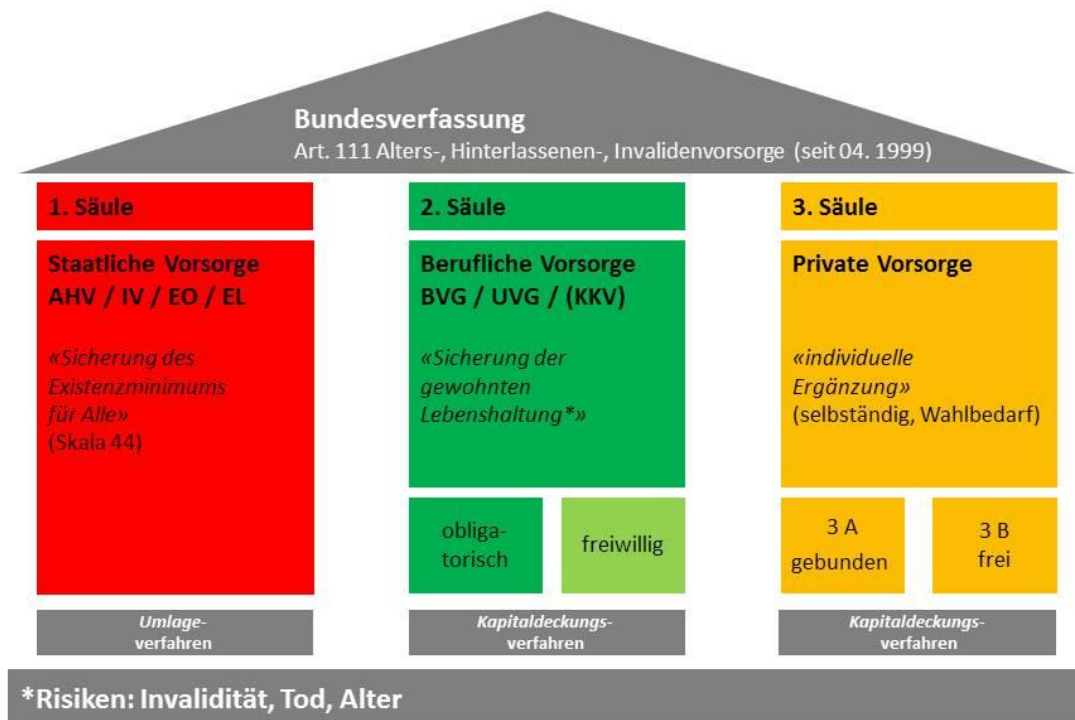 Bundesverfassung
Art. 111 Alters-, Hinterlassenen-, Invalidenvorsorge (seit 04. 1999)
1. Säule
Staatliche Vorsorge
AHV / IV / EO / EL
«Sicherung des
Existenzminimums
für Alle»
(Skala 44)
Umlage-
verfahren
2. Säule
Berufliche Vorsorge
BVG / UVG / (KKV)
«Sicherung der
gewohnten
Lebenshaltung*»
obliga-
torisch
freiwillig
Kapitaldeckungs-
verfahren
3. Säule
Private Vorsorge
«individuelle
Ergänzung»
(selbständig, Wahlbedarf)
3 A
gebunden
3 B
frei
Kapitaldeckungs-
verfahren
*Risiken: Invalidität, Tod, Alter